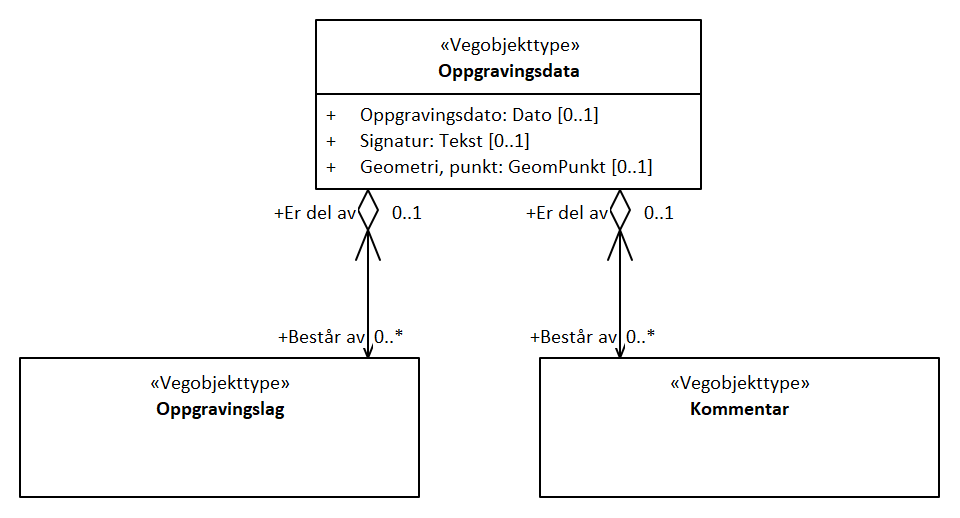 «Vegobjekttype»
Oppgravingsdata
+ Oppgravingsdato: Dato [0..1]
+ Signatur: Tekst [0..1]
+ Geometri, punkt: GeomPunkt [0..1]
+Er del av 0..1
+Er del av 0..1
+Består av 0..*
+Består av 0..*
«Vegobjekttype»
Oppgravingslag
«Vegobjekttype»
Kommentar